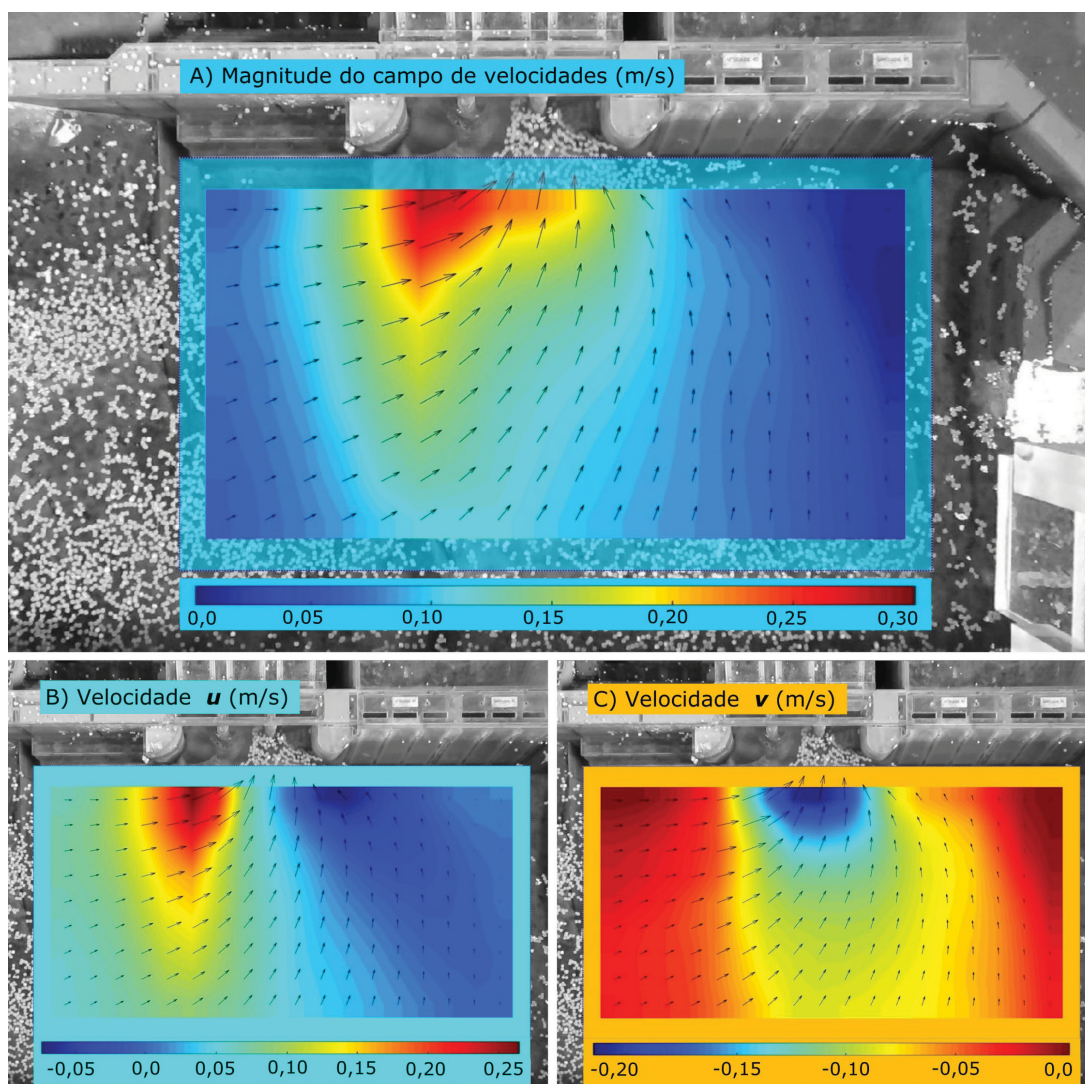 A) Magnitude do campo de velocidades (m/s)
0,0 0,05 0,10 0,15 0,20 0,25 0,30
B) Velocidade u (m/s)
-0,05 0,0 0,05 0,10 0,15 0,20 0,25
C) Velocidade v (m/s)
-0,20 -0,15 -0,10 -0,05 0,0